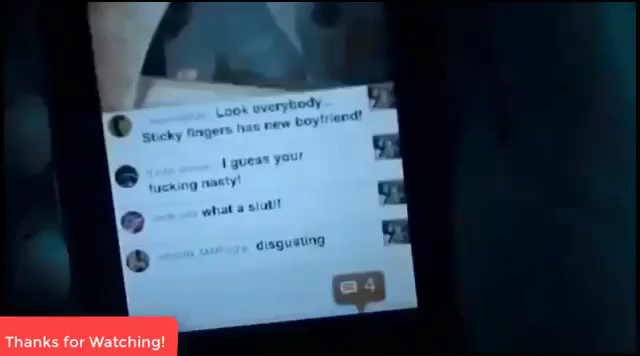 Look everybody...
Sticky fingers has new boyfriend!
I guess your
fucking nasty!
what a slut!!
disgusting
4
Thanks for Watching!